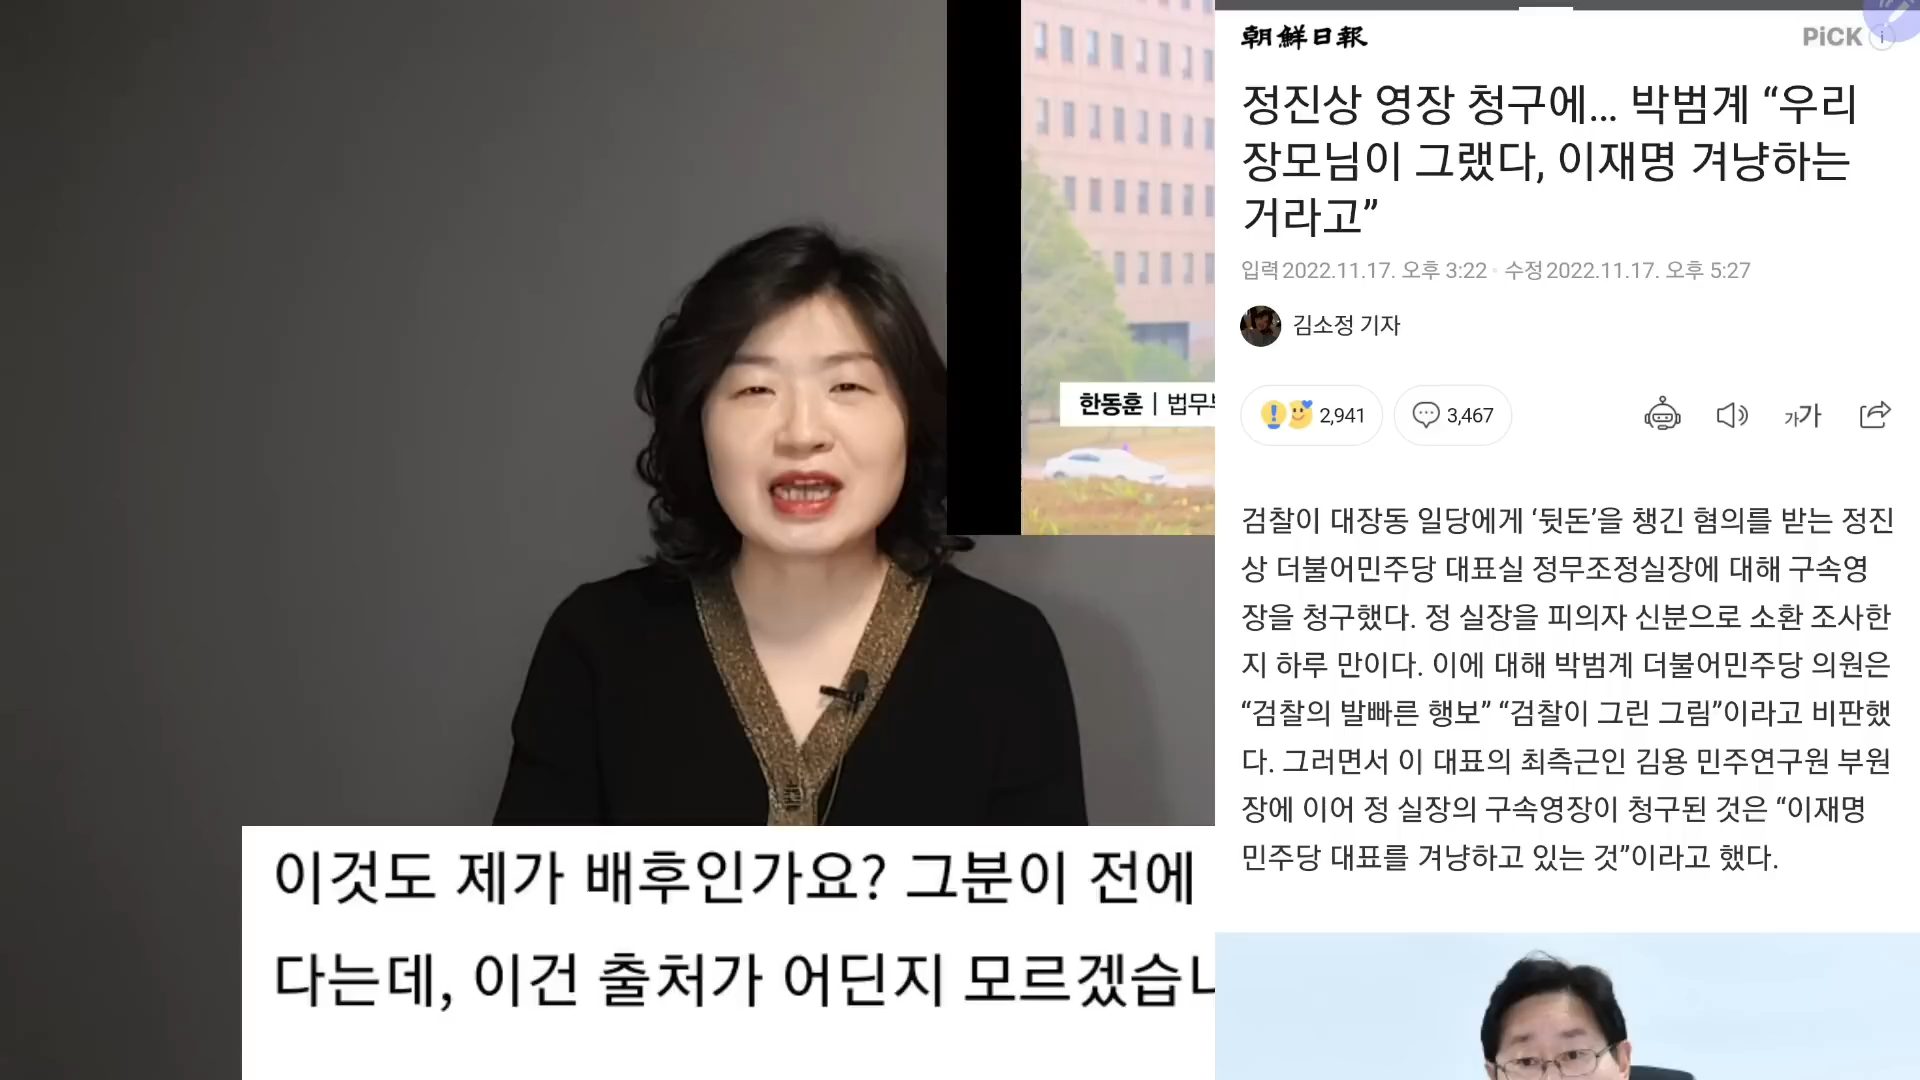 朝鮮日報
PiCK
정진상 영장 청구에… 박범계 “우리
장모님이 그랬다, 이재명 겨냥하는
거라고”
입력 2022.11.17. 오후 3:22 · 수정 2022.11.17. 오후 5:27
김소정 기자
2,941
3,467
가가
검찰이 대장동 일당에게 ‘뒷돈’을 챙긴 혐의를 받는 정진
상 더불어민주당 대표실 정무조정실장에 대해 구속영
장을 청구했다. 정 실장을 피의자 신분으로 소환 조사한
지 하루 만이다. 이에 대해 박범계 더불어민주당 의원은
“검찰의 발빠른 행보” “검찰이 그린 그림”이라고 비판했
다. 그러면서 이 대표의 최측근인 김용 민주연구원 부원
장에 이어 정 실장의 구속영장이 청구된 것은 “이재명
민주당 대표를 겨냥하고 있는 것”이라고 했다.
한동훈 | 법무
이것도 제가 배후인가요? 그분이 전에
다는데, 이건 출처가 어딘지 모르겠습